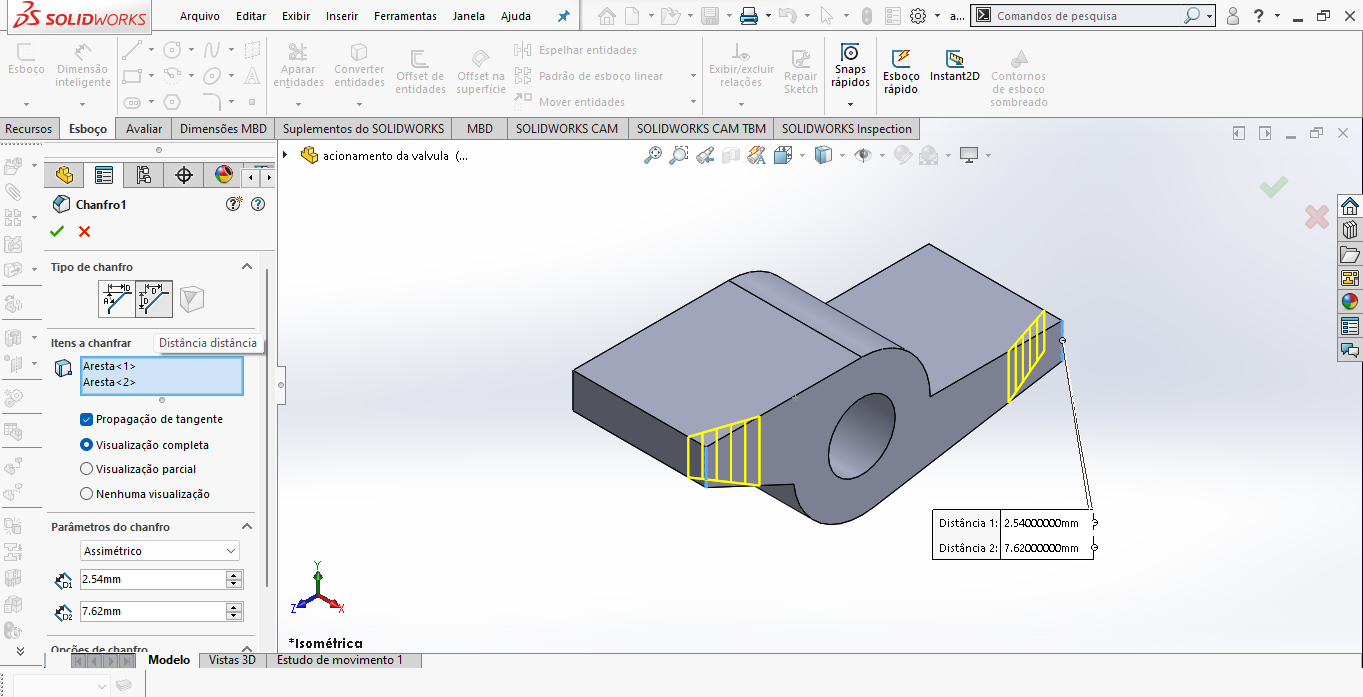 SOLIDWORKS
Arquivo Editar Exibir Inserir Ferramentas Janela Ajuda
a...
Comandos de pesquisa
?
Esboço
Dimensão inteligente
Aparar entidades
Converter entidades
Offset de entidades
Offset na superfície
Espelhar entidades
Padrão de esboço linear
Mover entidades
Exibir/excluir relações
Repair Sketch
Snaps rápidos
Esboço rápido
Instant2D
Contornos de esboço sombreado
Recursos Esboço Avaliar Dimensões MBD Suplementos do SOLIDWORKS MBD SOLIDWORKS CAM SOLIDWORKS CAM TBM SOLIDWORKS Inspection
acionamento da valvula (...
Chanfro1
Tipo de chanfro
Itens a chanfrar
Distância distância
Aresta<1>
Aresta<2>
Propagação de tangente
Visualização completa
Visualização parcial
Nenhuma visualização
Parâmetros do chanfro
Assimétrico
D1 2.54mm
D2 7.62mm
Opções de chanfro
Distância 1: 2.54000000mm
Distância 2: 7.62000000mm
Y
Z X
*Isométrica
Modelo Vistas 3D Estudo de movimento 1